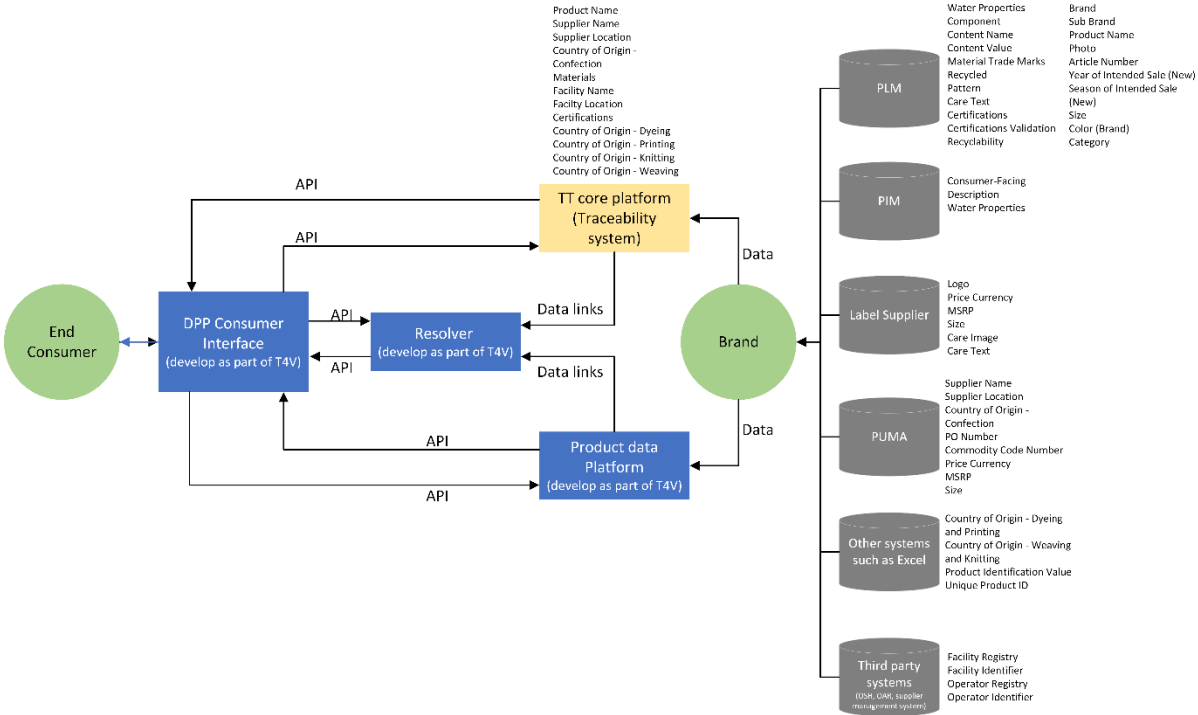 Product Name
Supplier Name
Supplier Location
Country of Origin -
Confection
Materials
Facility Name
Facilty Location
Certifications
Country of Origin - Dyeing
Country of Origin - Printing
Country of Origin - Knitting
Country of Origin - Weaving
API
TT core platform
(Traceability
system)
API
Data
Data links
End
Consumer
DPP Consumer
Interface
(develop as part of T4V)
API
Resolver
(develop as part of T4V)
API
Data links
Brand
API
Product data
Platform
(develop as part of T4V)
Data
API
PLM
Water Properties
Component
Content Name
Content Value
Material Trade Marks
Recycled
Pattern
Care Text
Certifications
Certifications Validation
Recyclability
Brand
Sub Brand
Product Name
Photo
Article Number
Year of Intended Sale (New)
Season of Intended Sale
(New)
Size
Color (Brand)
Category
PIM
Consumer-Facing
Description
Water Properties
Label Supplier
Logo
Price Currency
MSRP
Size
Care Image
Care Text
PUMA
Supplier Name
Supplier Location
Country of Origin -
Confection
PO Number
Commodity Code Number
Price Currency
MSRP
Size
Other systems
such as Excel
Country of Origin - Dyeing
and Printing
Country of Origin - Weaving
and Knitting
Product Identification Value
Unique Product ID
Third party
systems
(OSH, OAR, supplier
management system)
Facility Registry
Facility Identifier
Operator Registry
Operator Identifier